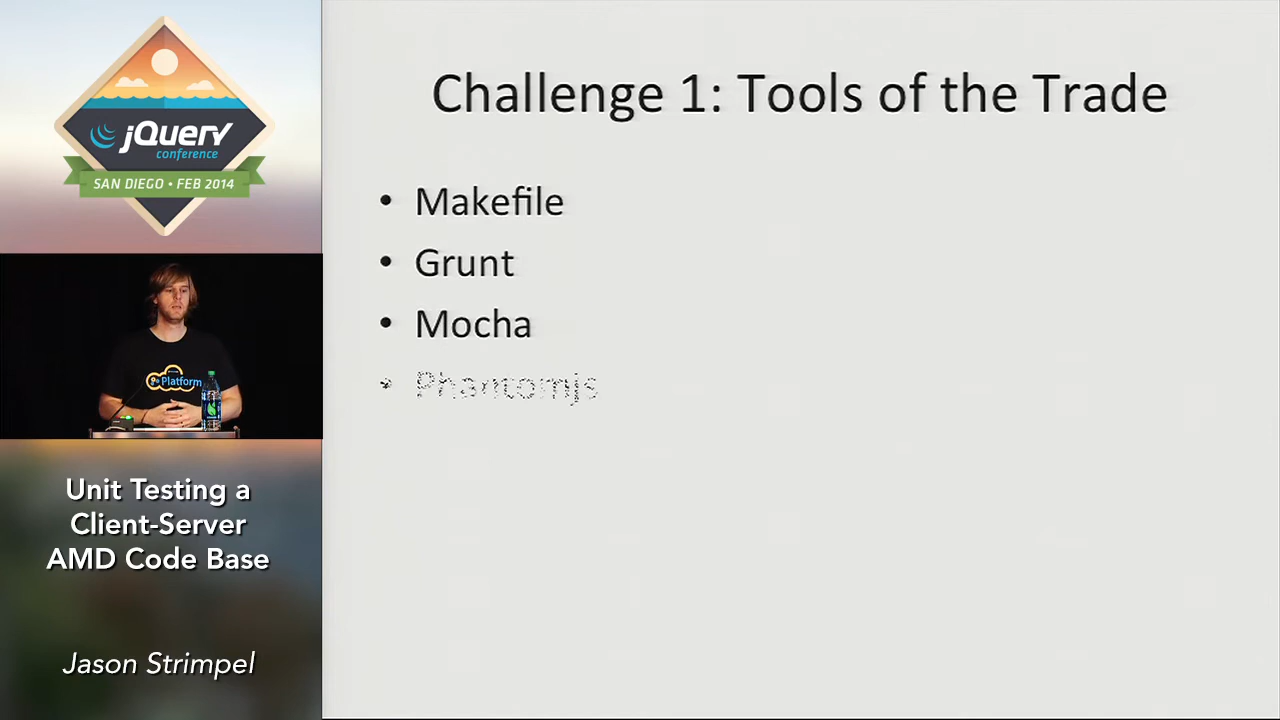 jQuery
conference
SAN DIEGO • FEB 2014
Platform
Unit Testing a
Client-Server
AMD Code Base
Jason Strimpel
Challenge 1: Tools of the Trade
• Makefile
• Grunt
• Mocha
• Phantomjs